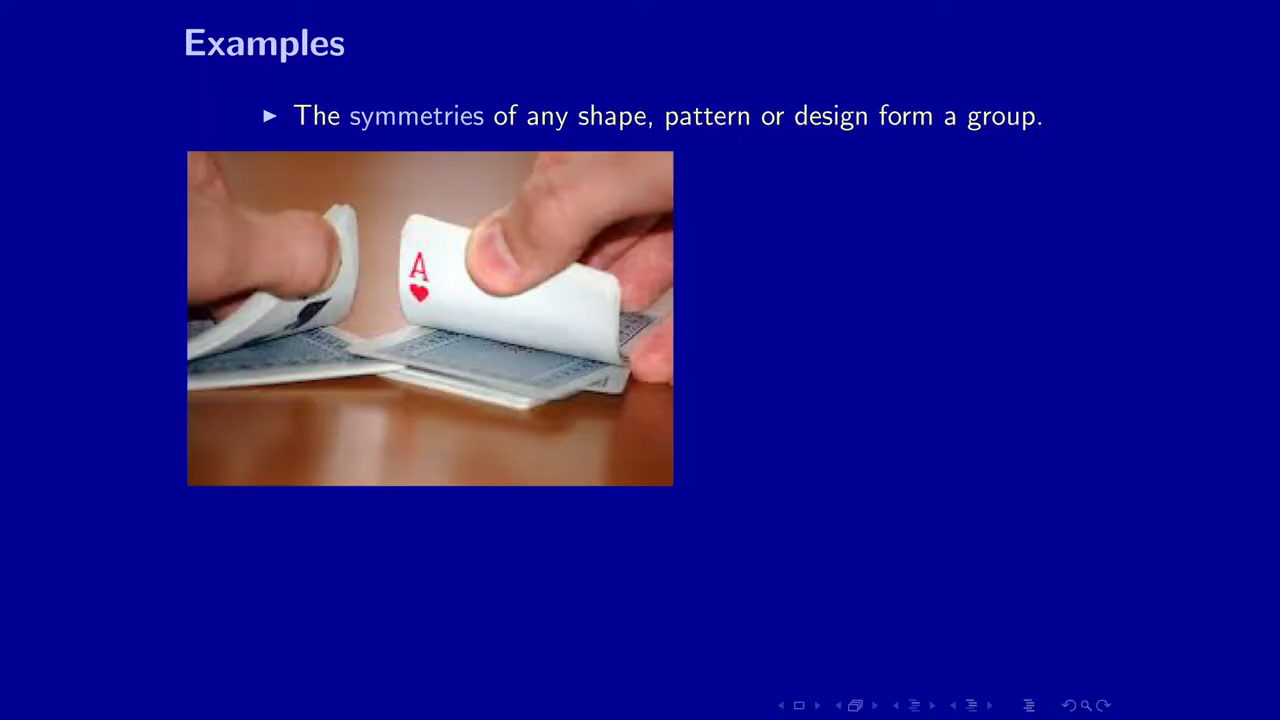 Examples
The symmetries of any shape, pattern or design form a group.
A